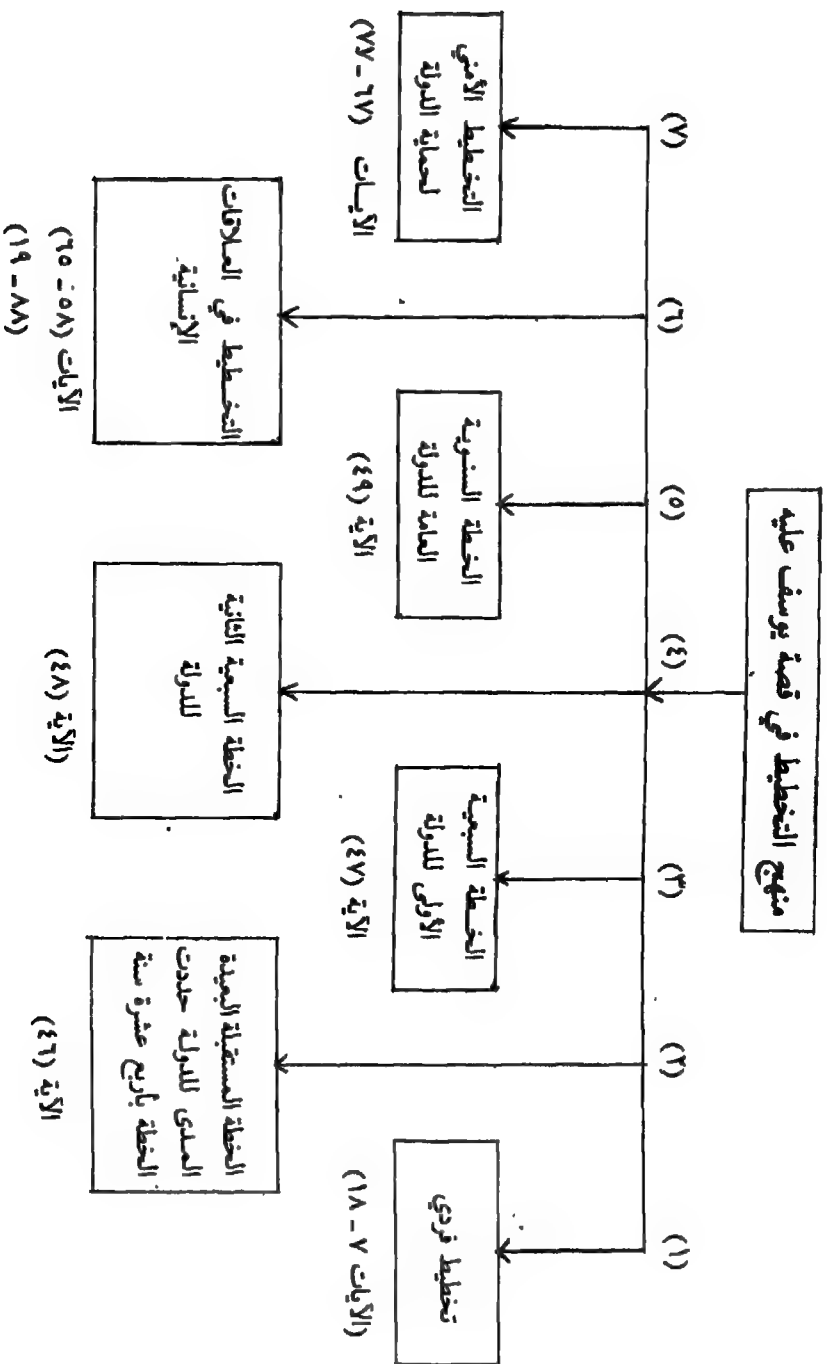 منهج التخطيط في قصة يوسف عليه
(١)
تخطيط فردي
(الآيات ٧ - ١٨)
(٢)
الخطة المستقبلة البعيدة
المدى للدولة حددت
الخطة بأربع عشرة سنة
الآية (٤٦)
(٣)
الخطة السبعية
الأولى للدولة
الآية (٤٧)
(٤)
الخطة السبعية الثانية
للدولة
(الآية (٤٨)
(٥)
الخطة السنوية
العامة للدولة
الآية (٤٩)
(٦)
التخطيط في العلاقات
الإنسانية
الآيات (٥٨ - ٦٥)
(٨٨ - ١٩)
(٧)
التخطيط الأمني
لحماية الدولة
الآيات (٦٧ - ٧٧)